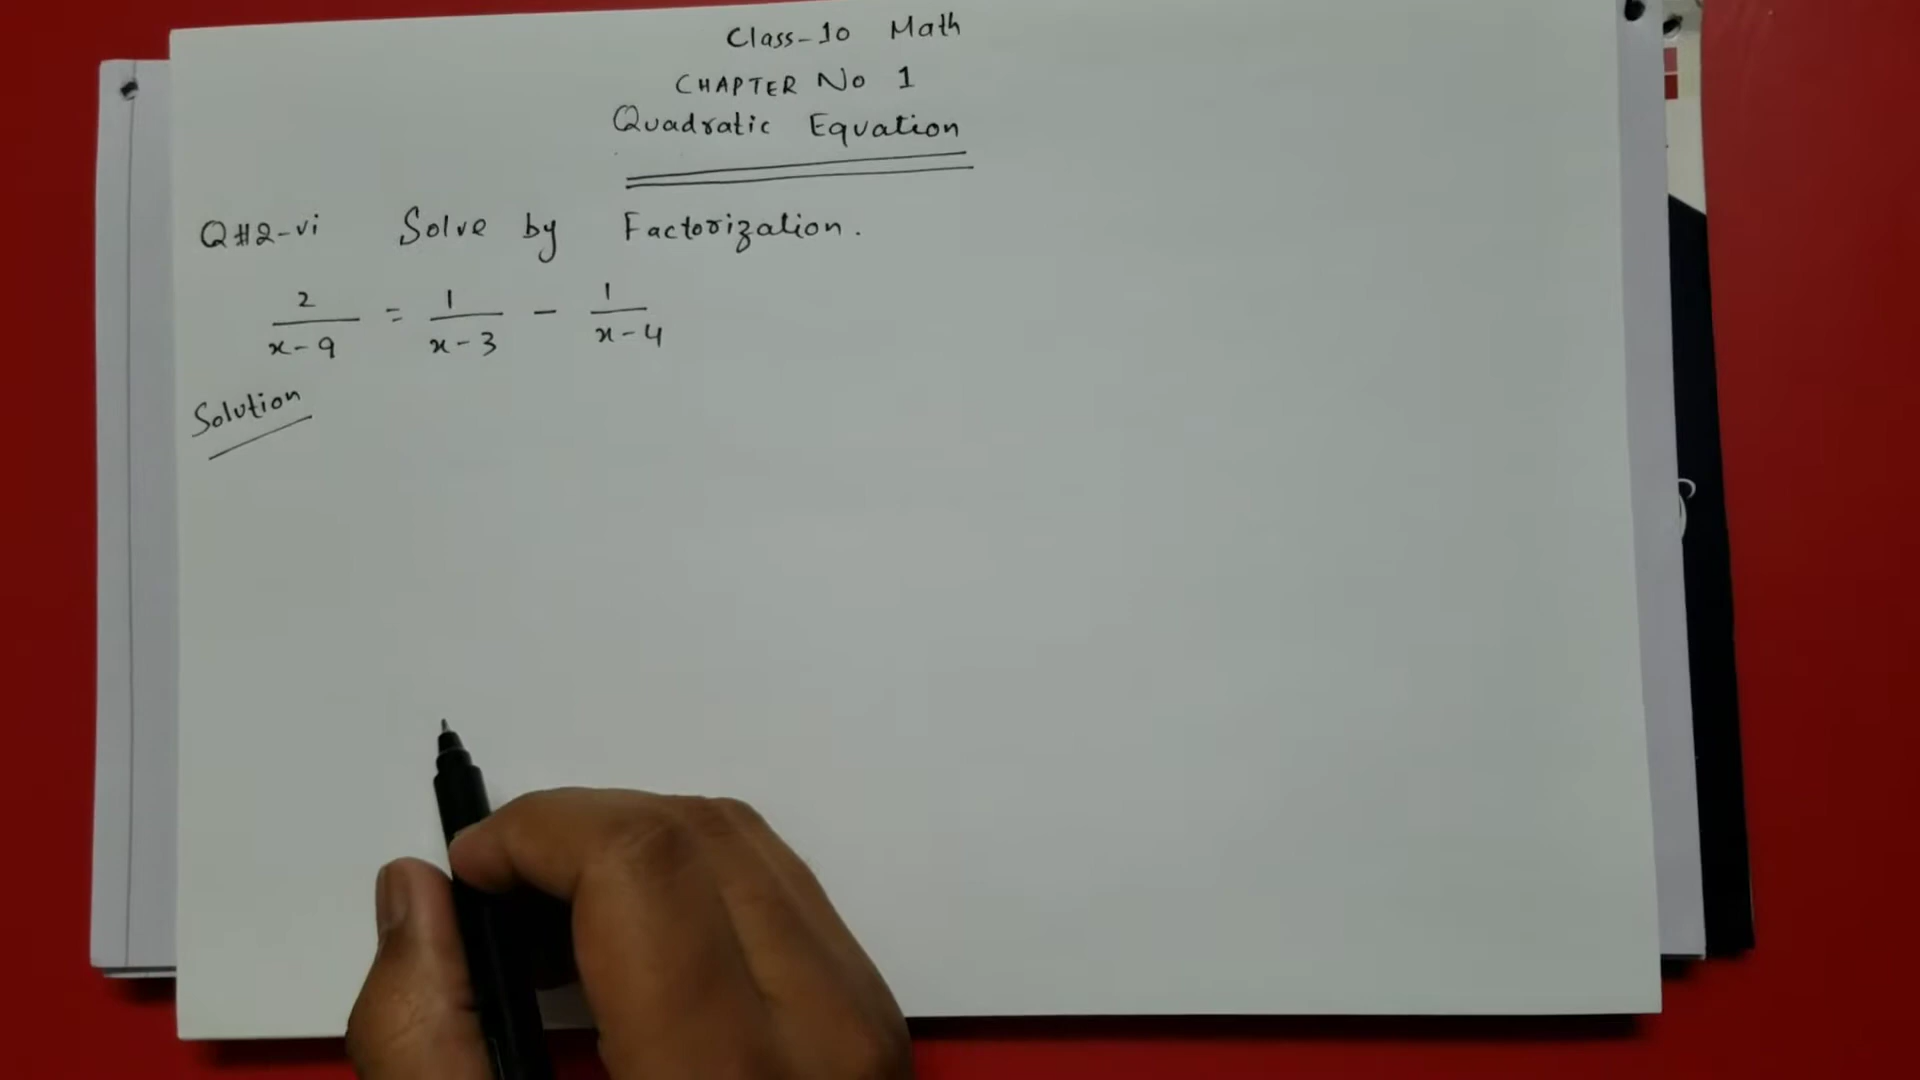 Class-10 Math
CHAPTER No 1
Quadratic Equation
Q#2-vi Solve by Factorization.
2/(x-9) = 1/(x-3) - 1/(x-4)
Solution